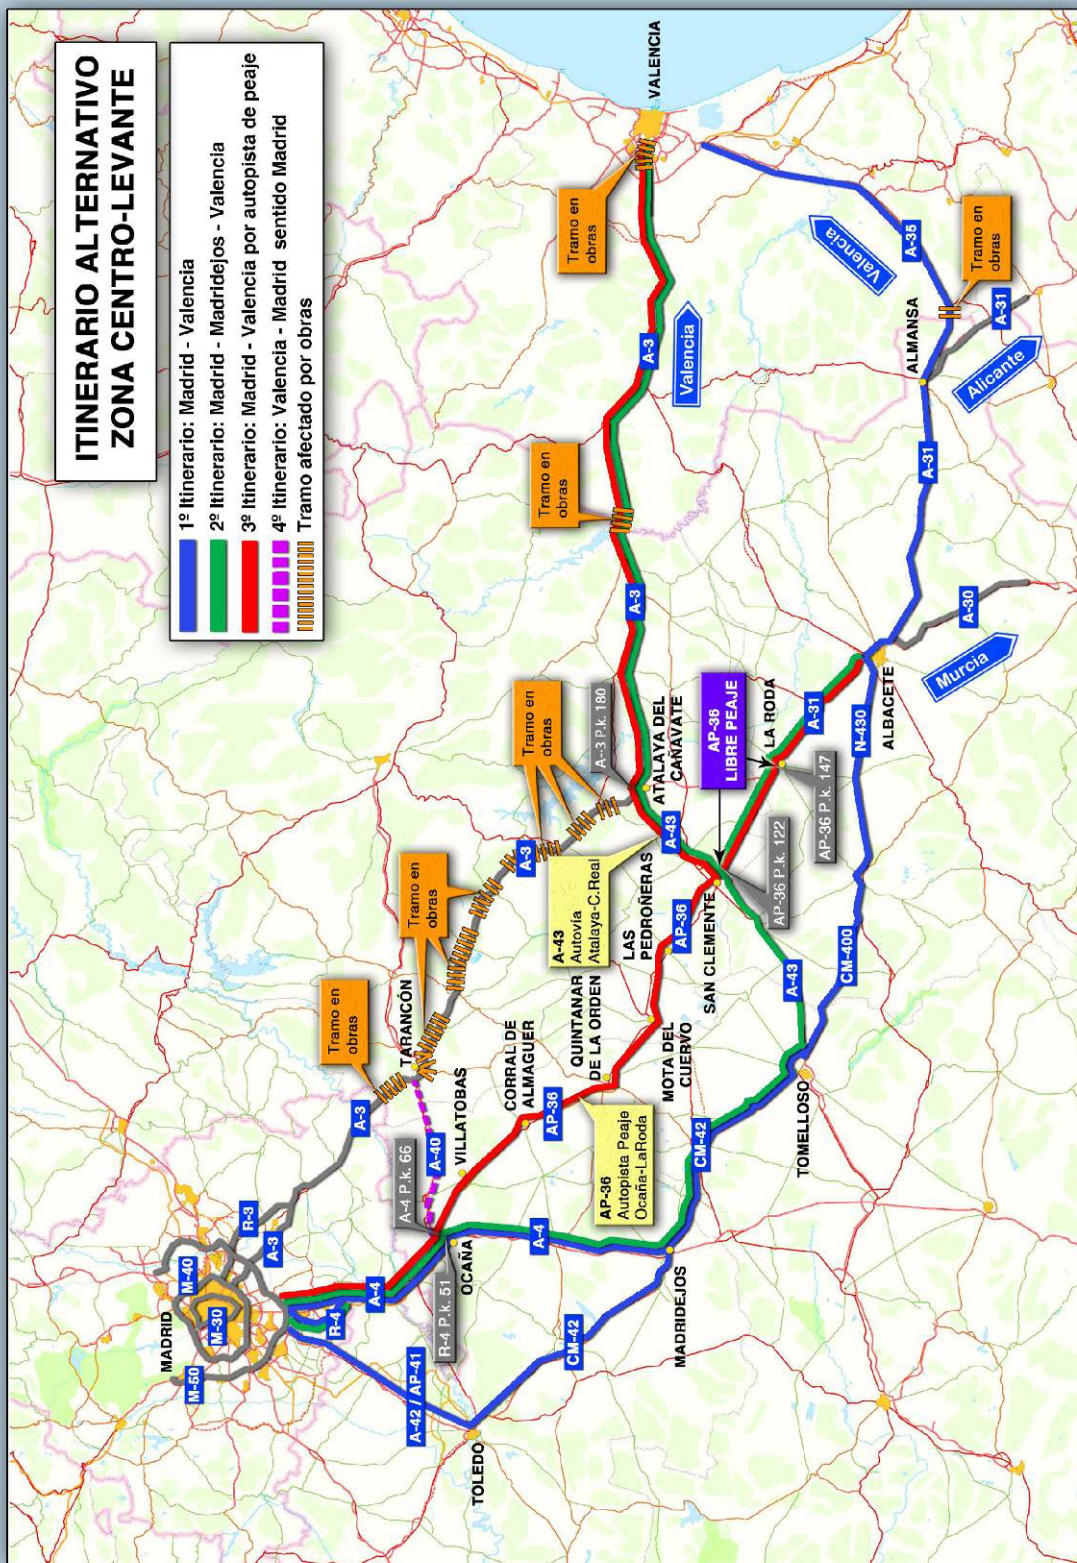 ITINERARIO ALTERNATIVO
ZONA CENTRO-LEVANTE
1º Itinerario: Madrid - Valencia
2º Itinerario: Madrid - Madridejos - Valencia
3º Itinerario: Madrid - Valencia por autopista de peaje
4º Itinerario: Valencia - Madrid sentido Madrid
Tramo afectado por obras
MADRID
M-40
M-30
M-50
R-3
A-3
A-3
R-4
A-4
A-42 / AP-41
TOLEDO
Tramo en
obras
TARANCÓN
Tramo en
obras
A-40
A-4 P.k. 66
VILLATOBAS
R-4 P.k. 51
OCAÑA
A-4
CM-42
MADRIDEJOS
CM-42
CORRAL DE
ALMAGUER
AP-36
AP-36
Autopista Peaje
Ocaña-LaRoda
QUINTANAR
DE LA ORDEN
MOTA DEL
CUERVO
TOMELLOSO
A-3
Tramo en
obras
A-3 P.k. 180
ATALAYA DEL
CAÑAVATE
A-43
Autovía
Atalaya-C.Real
LAS
PEDROÑERAS
A-43
AP-36
SAN CLEMENTE
A-43
CM-400
AP-36
LIBRE PEAJE
AP-36 P.k. 122
AP-36 P.k. 147
LA RODA
A-31
N-430
ALBACETE
A-30
Murcia
A-3
Tramo en
obras
A-3
Valencia
Tramo en
obras
VALENCIA
A-31
ALMANSA
A-31
Alicante
A-35
Valencia
Tramo en
obras